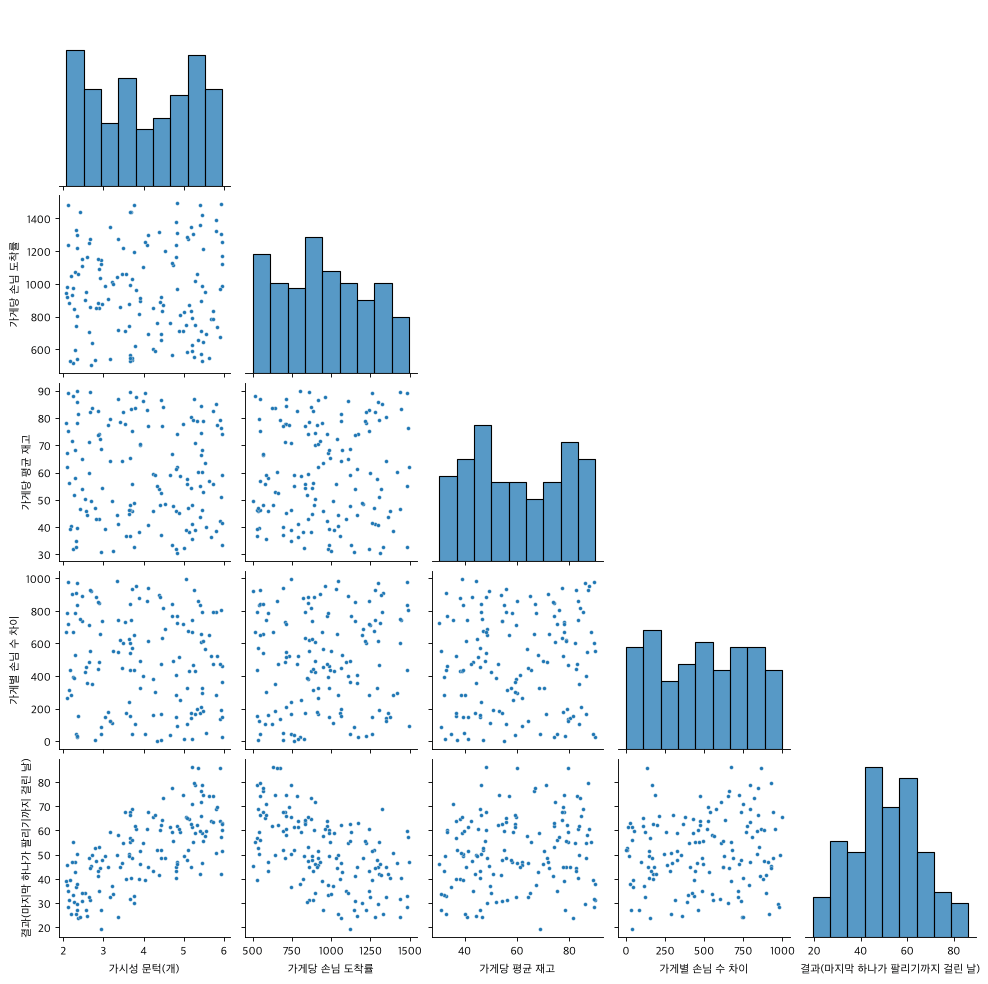 1400
1200
1000
800
600
가게당 손님 도착률
90
80
70
60
50
40
30
가게당 평균 재고
1000
800
600
400
200
0
가게별 손님 수 차이
80
70
60
50
40
30
20
결과(마지막 하나가 팔리기까지 걸린 날)
2 3 4 5 6
500 750 1000 1250 1500
40 60 80
0 250 500 750 1000
20 40 60 80
가시성 문턱(개)
가게당 손님 도착률
가게당 평균 재고
가게별 손님 수 차이
결과(마지막 하나가 팔리기까지 걸린 날)